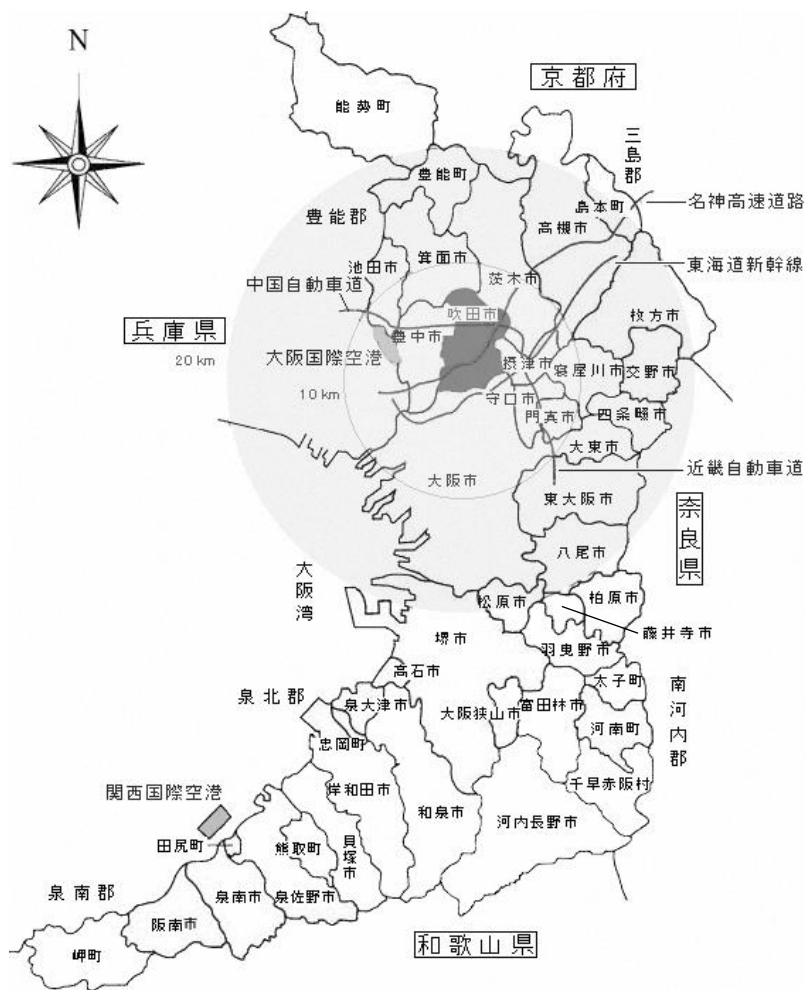 N
京都府
能勢町
三島郡
豊能町
島本町
名神高速道路
豊能郡
高槻市
箕面市
池田市
東海道新幹線
茨木市
中国自動車道
吹田市
枚方市
兵庫県
豊中市
大阪国際空港
20 km
摂津市
寝屋川市
交野市
10 km
守口市
門真市
四条畷市
大東市
大阪市
近畿自動車道
東大阪市
奈良県
八尾市
大阪湾
松原市
柏原市
堺市
藤井寺市
羽曳野市
高石市
太子町
南河内郡
泉北郡
泉大津市
大阪狭山市
富田林市
河南町
忠岡町
千早赤阪村
関西国際空港
岸和田市
和泉市
河内長野市
田尻町
熊取町
貝塚市
泉南郡
泉南市
泉佐野市
阪南市
岬町
和歌山県